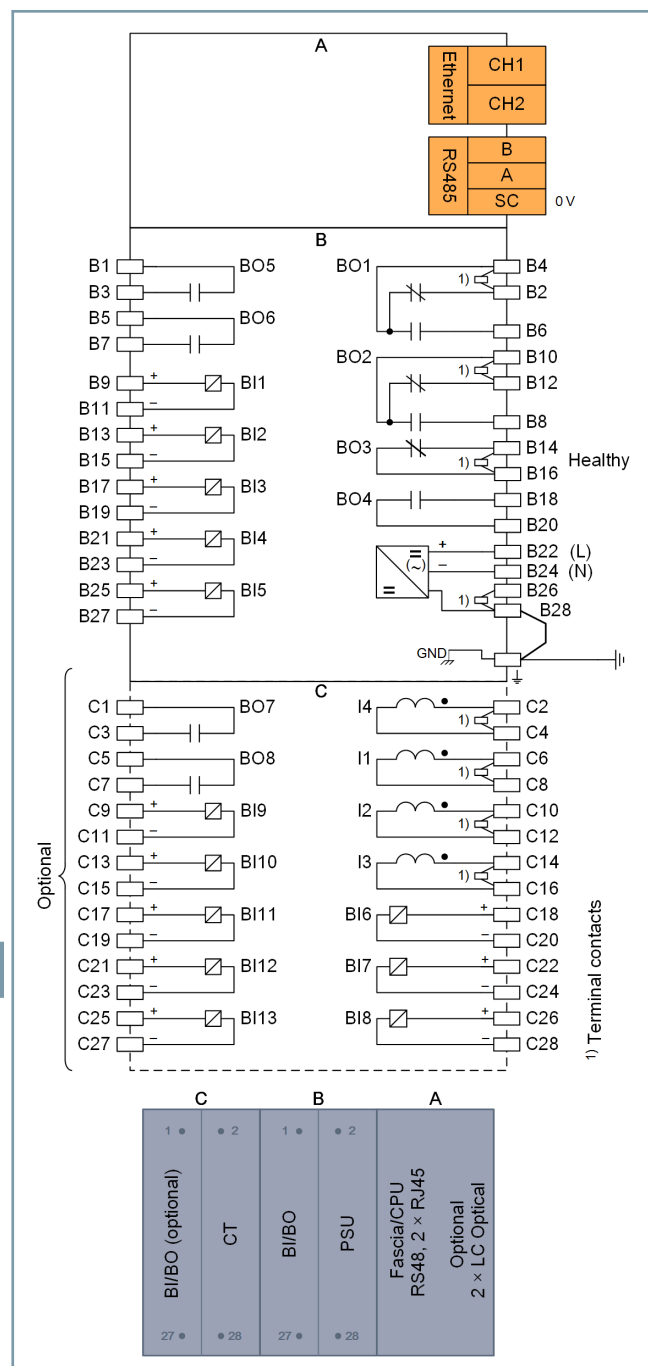 A
Ethernet
CH1
CH2
RS485
B
A
SC
0 V
B
B1 BO5 BO1 B4
1)
B3 B2
B5 BO6
B6
B7
BO2 B10
1)
B9 + BI1 B12
B11 –
B8
B13 + BI2
BO3 B14
B15 – 1) B16 Healthy
B17 + BI3
BO4 B18
B19 –
B20
B21 + BI4
= (~) = + B22 (L)
B23 – – B24 (N)
B25 + BI5 B26
1)
B27 – B28
GND
C
Optional
C1 BO7 I4 C2
1)
C3 C4
C5 BO8 I1 C6
1)
C7 C8
C9 + BI9 I2 C10
1)
C11 – C12
C13 + BI10 I3 C14
1)
C15 – C16
C17 + BI11 BI6 + C18
C19 – – C20
C21 + BI12 BI7 + C22
C23 – – C24
C25 + BI13 BI8 + C26
C27 – – C28
1) Terminal contacts
C B A
1 2 1 2
BI/BO (optional)
CT
BI/BO
PSU
Fascia/CPU
RS48, 2 × RJ45
Optional
2 × LC Optical
27 28 27 28